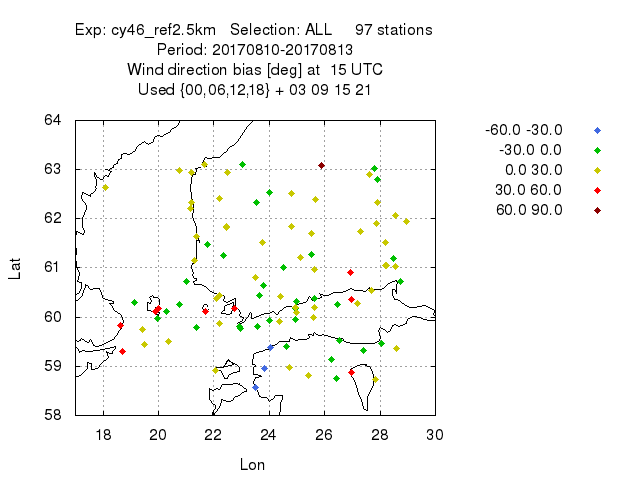 Exp: cy46_ref2.5km   Selection: ALL     97 stations
Period: 20170810-20170813
Wind direction bias [deg] at  15 UTC
Used {00,06,12,18} + 03 09 15 21
64
63
62
61
60
59
58
Lat
18 20 22 24 26 28 30
Lon
-60.0 -30.0
-30.0 0.0
0.0 30.0
30.0 60.0
60.0 90.0